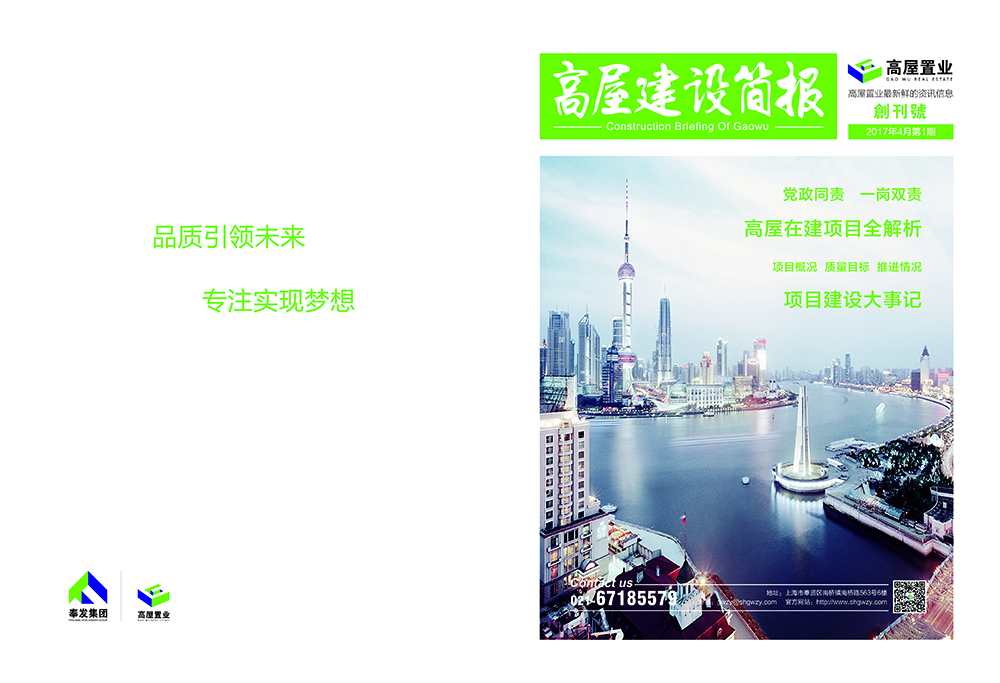 品质引领未来
专注实现梦想
奉发集团
高屋置业
高屋建设简报
Construction Briefing Of Gaowu
高屋置业
GAO WU REAL ESTATE
高屋置业最新鲜的资讯信息
創刊號
2017年4月第1期
党政同责 一岗双责
高屋在建项目全解析
项目概况 质量目标 推进情况
项目建设大事记
Contact us
021-67185579
地址：上海市奉贤区南桥镇南桥路563号6楼
gwzy@shgwzy.com 官方网站：http://www.shgwzy.com